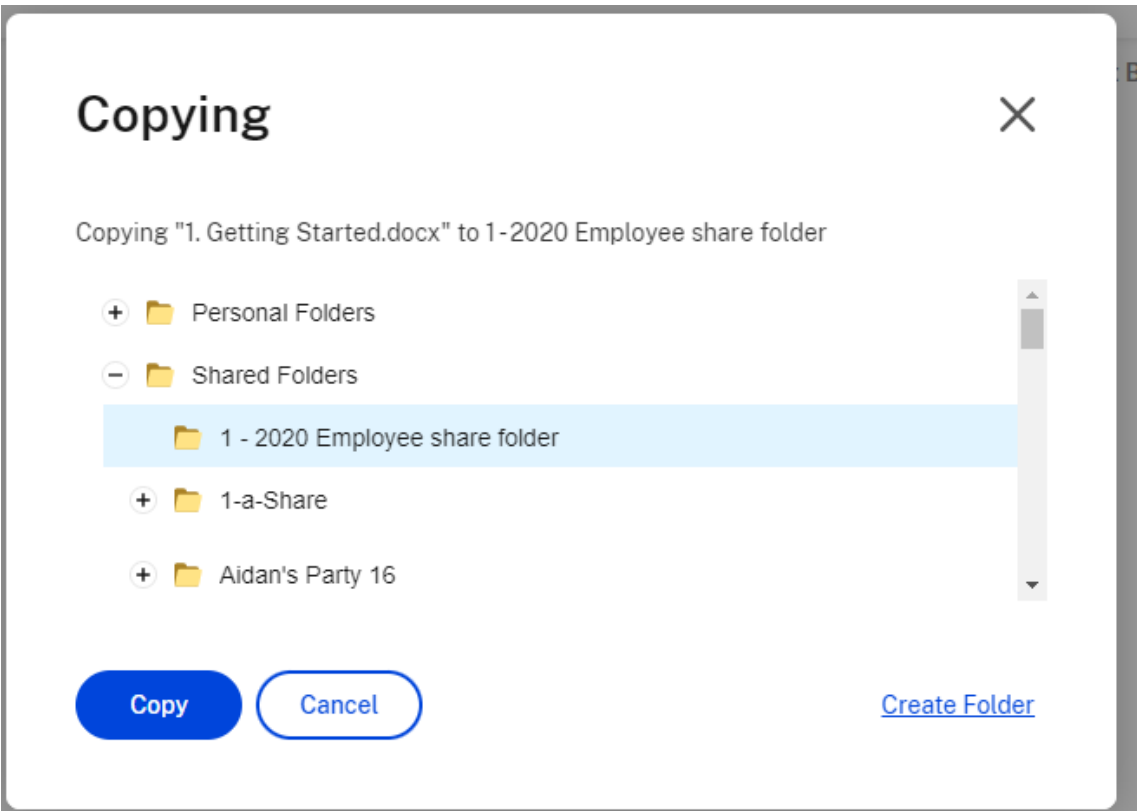 Copying
Copying "1. Getting Started.docx" to 1-2020 Employee share folder
Personal Folders
Shared Folders
1 - 2020 Employee share folder
1-a-Share
Aidan's Party 16
Copy
Cancel
Create Folder